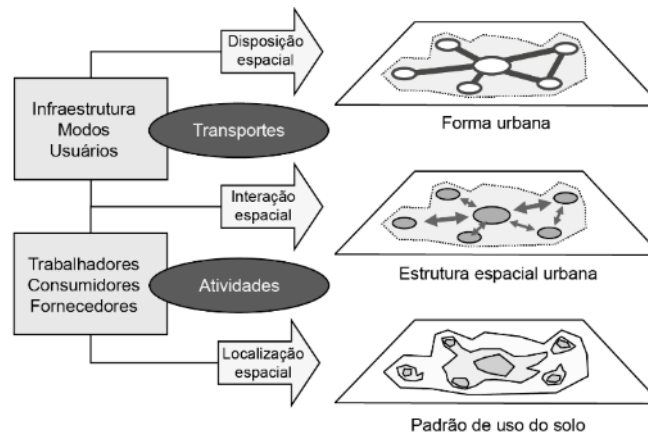 Disposição
espacial
Infraestrutura
Modos
Usuários
Transportes
Forma urbana
Interação
espacial
Trabalhadores
Consumidores
Fornecedores
Atividades
Estrutura espacial urbana
Localização
espacial
Padrão de uso do solo